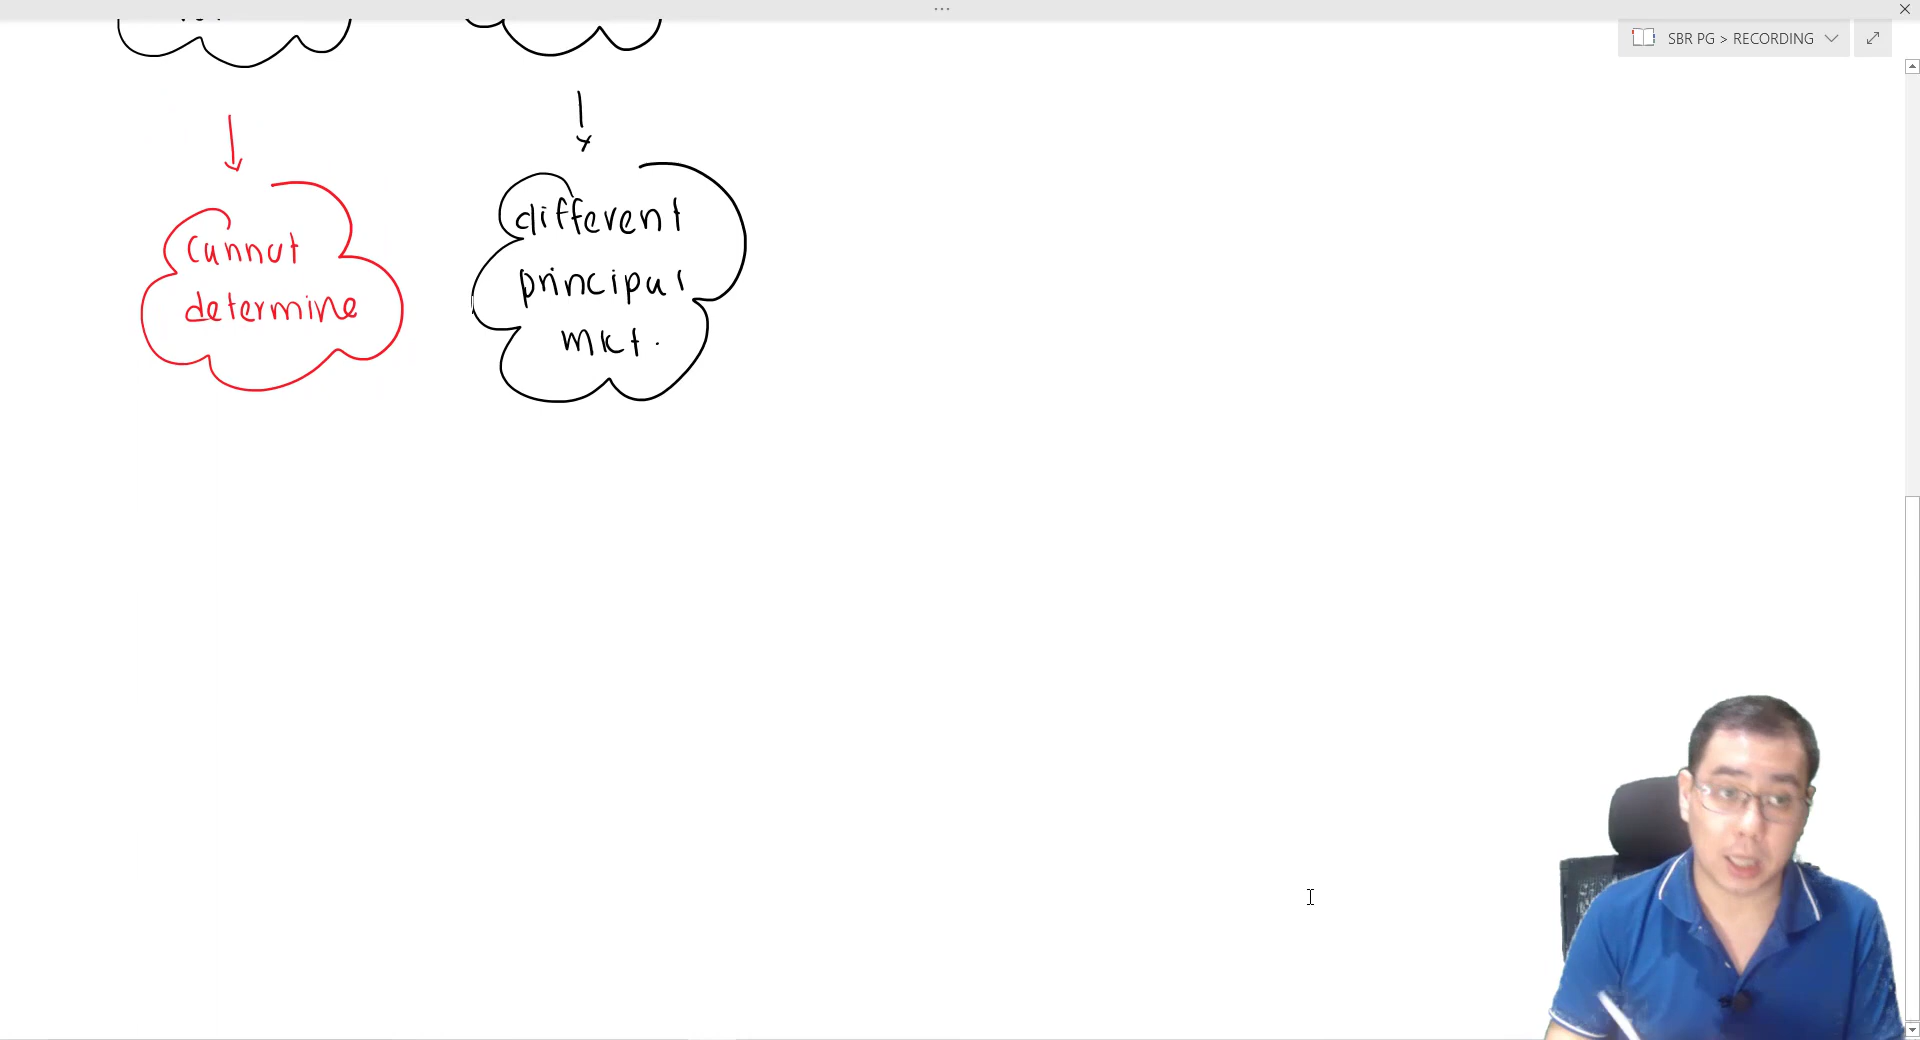 SBR PG > RECORDING
cannot
determine
different
principal
mkt.